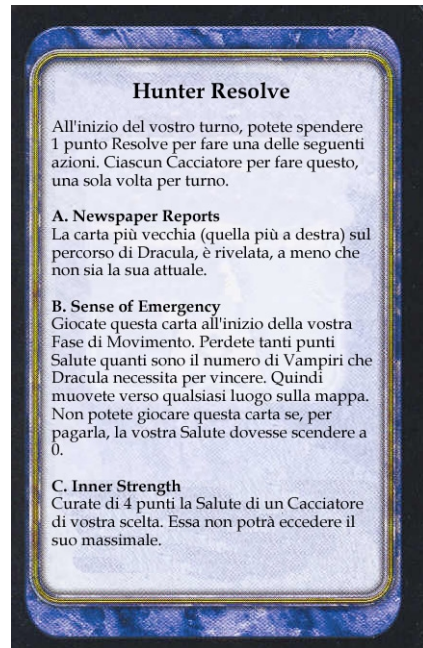 Hunter Resolve
All'inizio del vostro turno, potete spendere
1 punto Resolve per fare una delle seguenti
azioni. Ciascun Cacciatore per fare questo,
una sola volta per turno.
A. Newspaper Reports
La carta più vecchia (quella più a destra) sul
percorso di Dracula, è rivelata, a meno che
non sia la sua attuale.
B. Sense of Emergency
Giocate questa carta all'inizio della vostra
Fase di Movimento. Perdete tanti punti
Salute quanti sono il numero di Vampiri che
Dracula necessita per vincere. Quindi
muovete verso qualsiasi luogo sulla mappa.
Non potete giocare questa carta se, per
pagarla, la vostra Salute dovesse scendere a
0.
C. Inner Strength
Curate di 4 punti la Salute di un Cacciatore
di vostra scelta. Essa non potrà eccedere il
suo massimale.